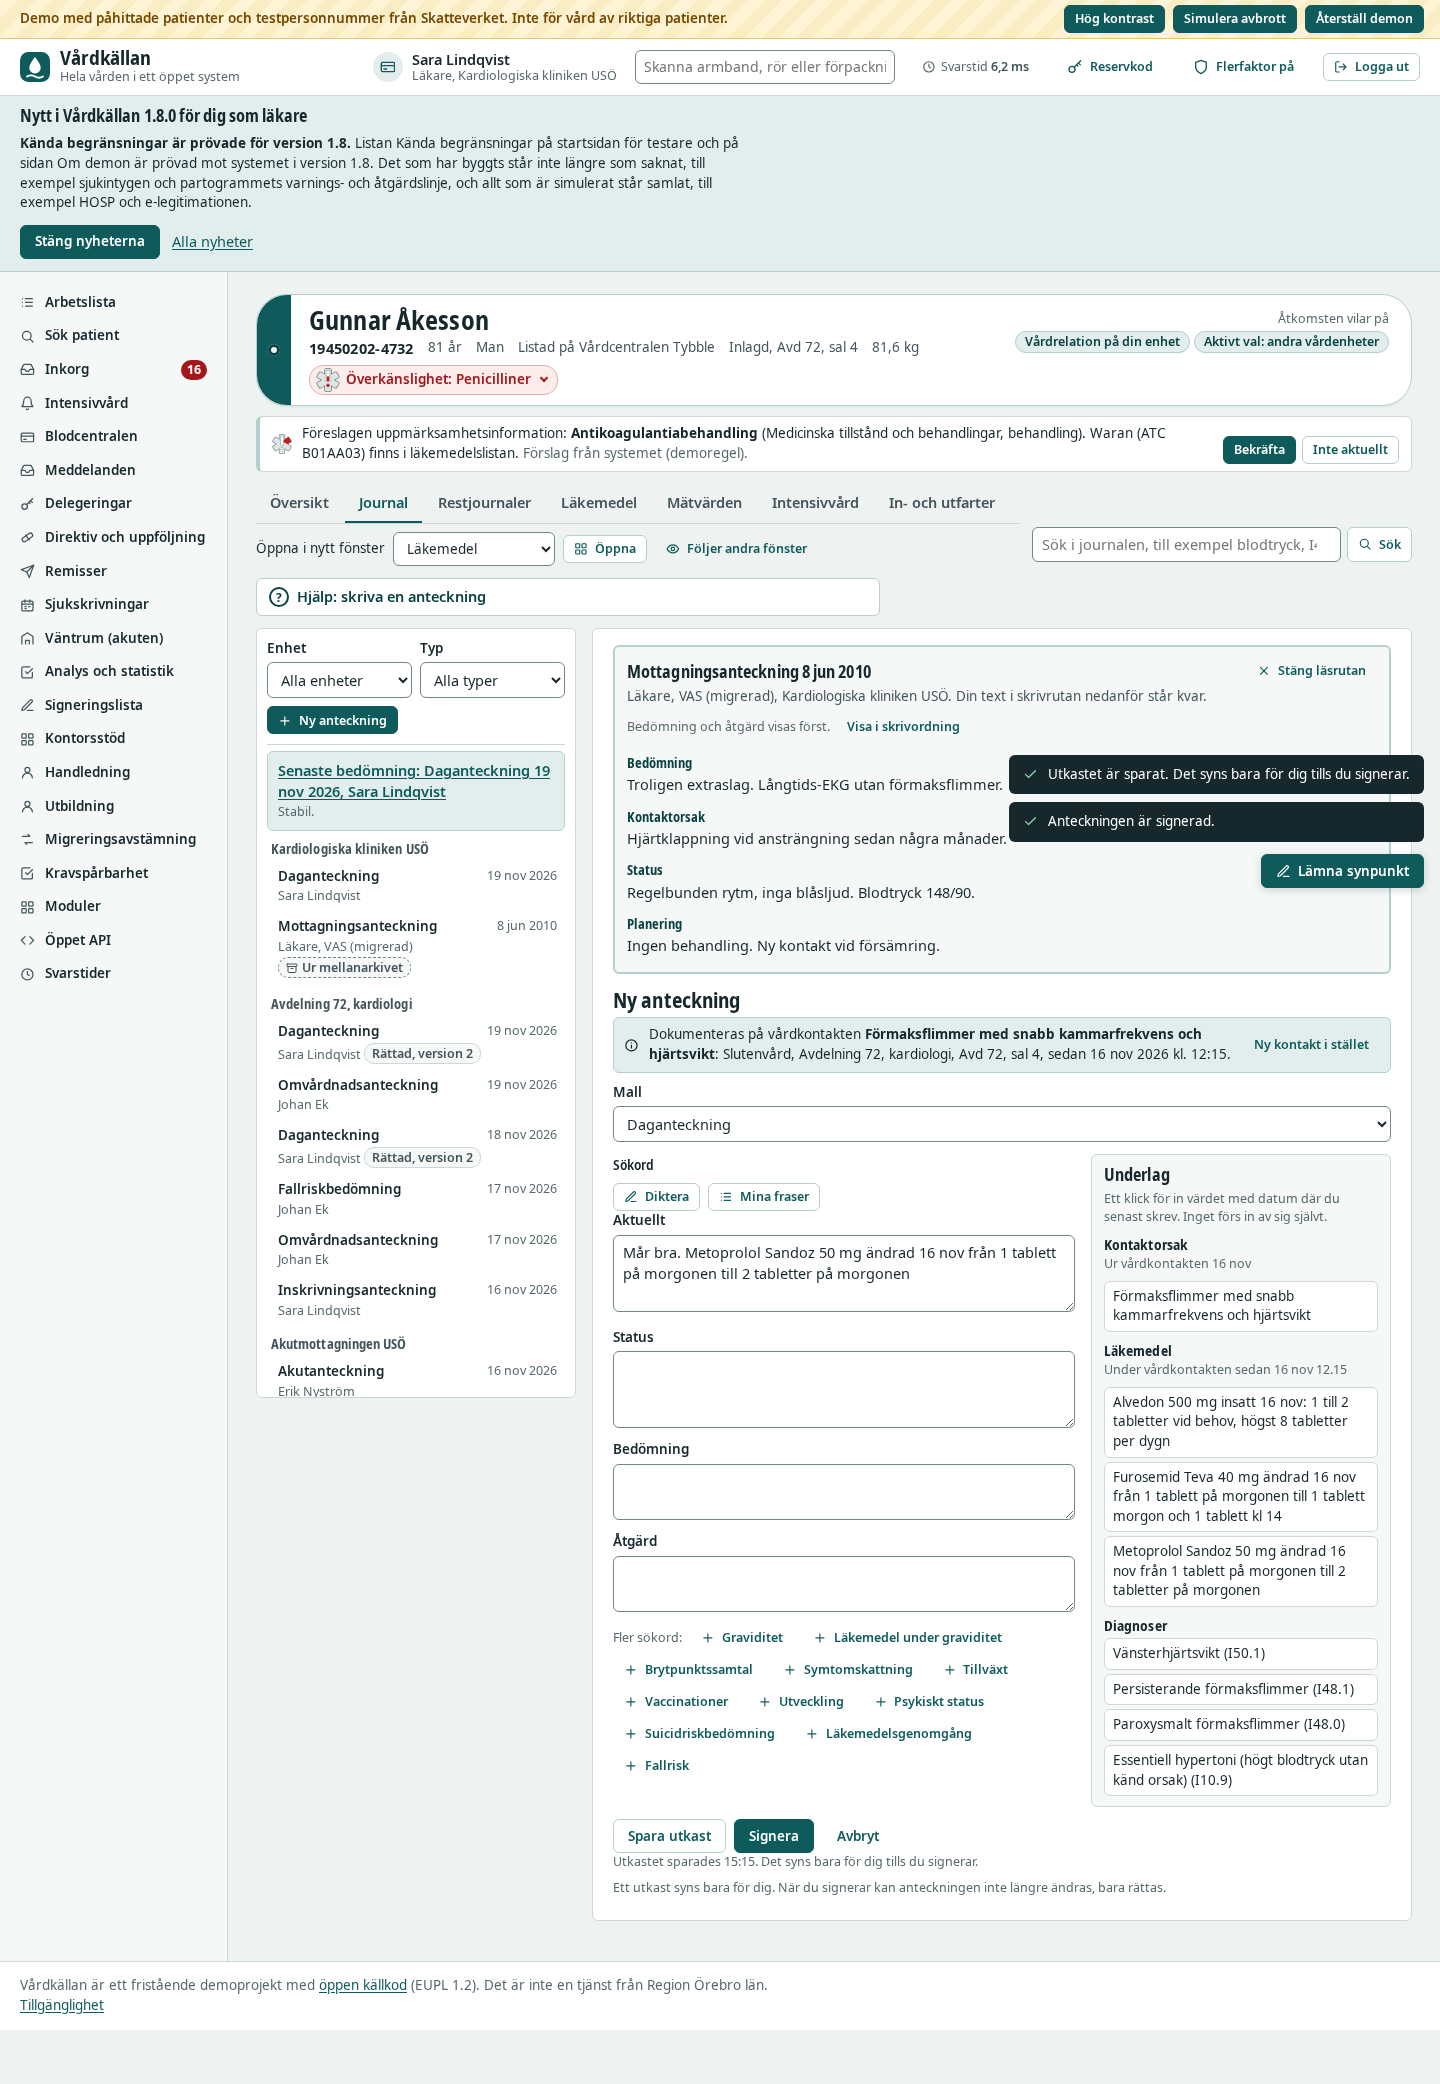 Demo med påhittade patienter och testpersonnummer från Skatteverket. Inte för vård av riktiga patienter.
Hög kontrast
Simulera avbrott
Återställ demon
Vårdkällan
Hela vården i ett öppet system
Sara Lindqvist
Läkare, Kardiologiska kliniken USÖ
Skanna armband, rör eller förpackni
Svarstid 6,2 ms
Reservkod
Flerfaktor på
Logga ut
Nytt i Vårdkällan 1.8.0 för dig som läkare
Kända begränsningar är prövade för version 1.8. Listan Kända begränsningar på startsidan för testare och på
sidan Om demon är prövad mot systemet i version 1.8. Det som har byggts står inte längre som saknat, till
exempel sjukintygen och partogrammets varnings- och åtgärdslinje, och allt som är simulerat står samlat, till
exempel HOSP och e-legitimationen.
Stäng nyheterna
Alla nyheter
Arbetslista
Sök patient
Inkorg
16
Intensivvård
Blodcentralen
Meddelanden
Delegeringar
Direktiv och uppföljning
Remisser
Sjukskrivningar
Väntrum (akuten)
Analys och statistik
Signeringslista
Kontorsstöd
Handledning
Utbildning
Migreringsavstämning
Kravspårbarhet
Moduler
Öppet API
Svarstider
Gunnar Åkesson
19450202-4732
81 år
Man
Listad på Vårdcentralen Tybble
Inlagd, Avd 72, sal 4
81,6 kg
Överkänslighet: Penicilliner
Åtkomsten vilar på
Vårdrelation på din enhet
Aktivt val: andra vårdenheter
Föreslagen uppmärksamhetsinformation: Antikoagulantiabehandling (Medicinska tillstånd och behandlingar, behandling). Waran (ATC
B01AA03) finns i läkemedelslistan. Förslag från systemet (demoregel).
Bekräfta
Inte aktuellt
Översikt
Journal
Restjournaler
Läkemedel
Mätvärden
Intensivvård
In- och utfarter
Öppna i nytt fönster
Läkemedel
Öppna
Följer andra fönster
Sök i journalen, till exempel blodtryck, I4
Sök
Hjälp: skriva en anteckning
Enhet
Typ
Alla enheter
Alla typer
Ny anteckning
Senaste bedömning: Daganteckning 19
nov 2026, Sara Lindqvist
Stabil.
Kardiologiska kliniken USÖ
Daganteckning
19 nov 2026
Sara Lindqvist
Mottagningsanteckning
8 jun 2010
Läkare, VAS (migrerad)
Ur mellanarkivet
Avdelning 72, kardiologi
Daganteckning
19 nov 2026
Sara Lindqvist
Rättad, version 2
Omvårdnadsanteckning
19 nov 2026
Johan Ek
Daganteckning
18 nov 2026
Sara Lindqvist
Rättad, version 2
Fallriskbedömning
17 nov 2026
Johan Ek
Omvårdnadsanteckning
17 nov 2026
Johan Ek
Inskrivningsanteckning
16 nov 2026
Sara Lindqvist
Akutmottagningen USÖ
Akutanteckning
16 nov 2026
Erik Nyström
Mottagningsanteckning 8 jun 2010
Stäng läsrutan
Läkare, VAS (migrerad), Kardiologiska kliniken USÖ. Din text i skrivrutan nedanför står kvar.
Bedömning och åtgärd visas först.
Visa i skrivordning
Bedömning
Troligen extraslag. Långtids-EKG utan förmaksflimmer.
Kontaktorsak
Hjärtklappning vid ansträngning sedan några månader.
Status
Regelbunden rytm, inga blåsljud. Blodtryck 148/90.
Planering
Ingen behandling. Ny kontakt vid försämring.
Utkastet är sparat. Det syns bara för dig tills du signerar.
Anteckningen är signerad.
Lämna synpunkt
Ny anteckning
Dokumenteras på vårdkontakten Förmaksflimmer med snabb kammarfrekvens och
hjärtsvikt: Slutenvård, Avdelning 72, kardiologi, Avd 72, sal 4, sedan 16 nov 2026 kl. 12:15.
Ny kontakt i stället
Mall
Daganteckning
Sökord
Diktera
Mina fraser
Aktuellt
Mår bra. Metoprolol Sandoz 50 mg ändrad 16 nov från 1 tablett
på morgonen till 2 tabletter på morgonen
Status
Bedömning
Åtgärd
Fler sökord:
Graviditet
Läkemedel under graviditet
Brytpunktssamtal
Symtomskattning
Tillväxt
Vaccinationer
Utveckling
Psykiskt status
Suicidriskbedömning
Läkemedelsgenomgång
Fallrisk
Underlag
Ett klick för in värdet med datum där du
senast skrev. Inget förs in av sig självt.
Kontaktorsak
Ur vårdkontakten 16 nov
Förmaksflimmer med snabb
kammarfrekvens och hjärtsvikt
Läkemedel
Under vårdkontakten sedan 16 nov 12.15
Alvedon 500 mg insatt 16 nov: 1 till 2
tabletter vid behov, högst 8 tabletter
per dygn
Furosemid Teva 40 mg ändrad 16 nov
från 1 tablett på morgonen till 1 tablett
morgon och 1 tablett kl 14
Metoprolol Sandoz 50 mg ändrad 16
nov från 1 tablett på morgonen till 2
tabletter på morgonen
Diagnoser
Vänsterhjärtsvikt (I50.1)
Persisterande förmaksflimmer (I48.1)
Paroxysmalt förmaksflimmer (I48.0)
Essentiell hypertoni (högt blodtryck utan
känd orsak) (I10.9)
Spara utkast
Signera
Avbryt
Utkastet sparades 15:15. Det syns bara för dig tills du signerar.
Ett utkast syns bara för dig. När du signerar kan anteckningen inte längre ändras, bara rättas.
Vårdkällan är ett fristående demoprojekt med öppen källkod (EUPL 1.2). Det är inte en tjänst från Region Örebro län.
Tillgänglighet